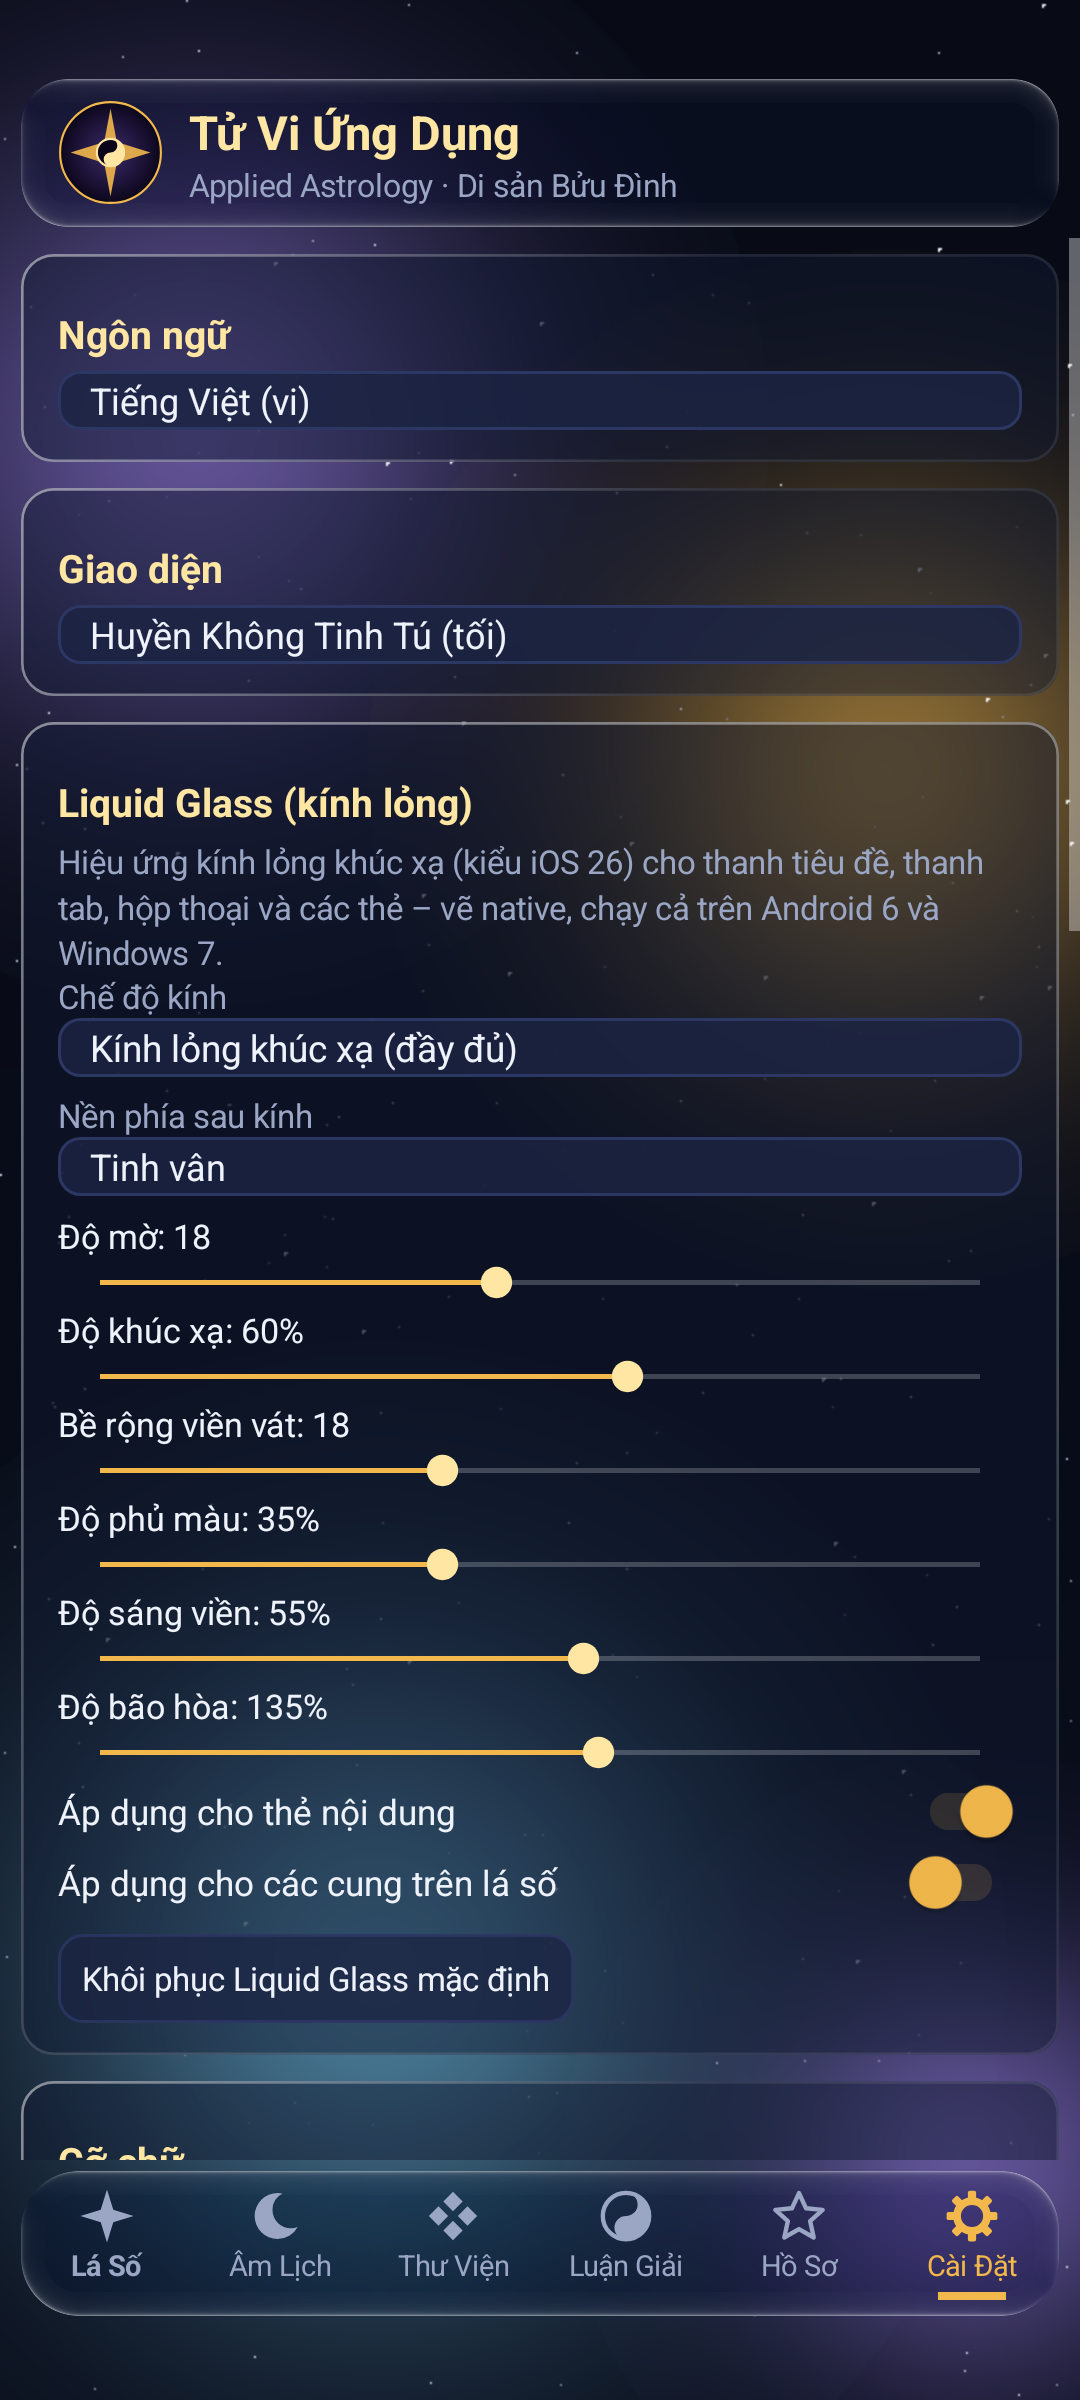 Tử Vi Ứng Dụng
Applied Astrology · Di sản Bửu Đình
Ngôn ngữ
Tiếng Việt (vi)
Giao diện
Huyền Không Tinh Tú (tối)
Liquid Glass (kính lỏng)
Hiệu ứng kính lỏng khúc xạ (kiểu iOS 26) cho thanh tiêu đề, thanh
tab, hộp thoại và các thẻ – vẽ native, chạy cả trên Android 6 và
Windows 7.
Chế độ kính
Kính lỏng khúc xạ (đầy đủ)
Nền phía sau kính
Tinh vân
Độ mờ: 18
Độ khúc xạ: 60%
Bề rộng viền vát: 18
Độ phủ màu: 35%
Độ sáng viền: 55%
Độ bão hòa: 135%
Áp dụng cho thẻ nội dung
Áp dụng cho các cung trên lá số
Khôi phục Liquid Glass mặc định
Cỡ chữ
Lá Số
Âm Lịch
Thư Viện
Luận Giải
Hồ Sơ
Cài Đặt